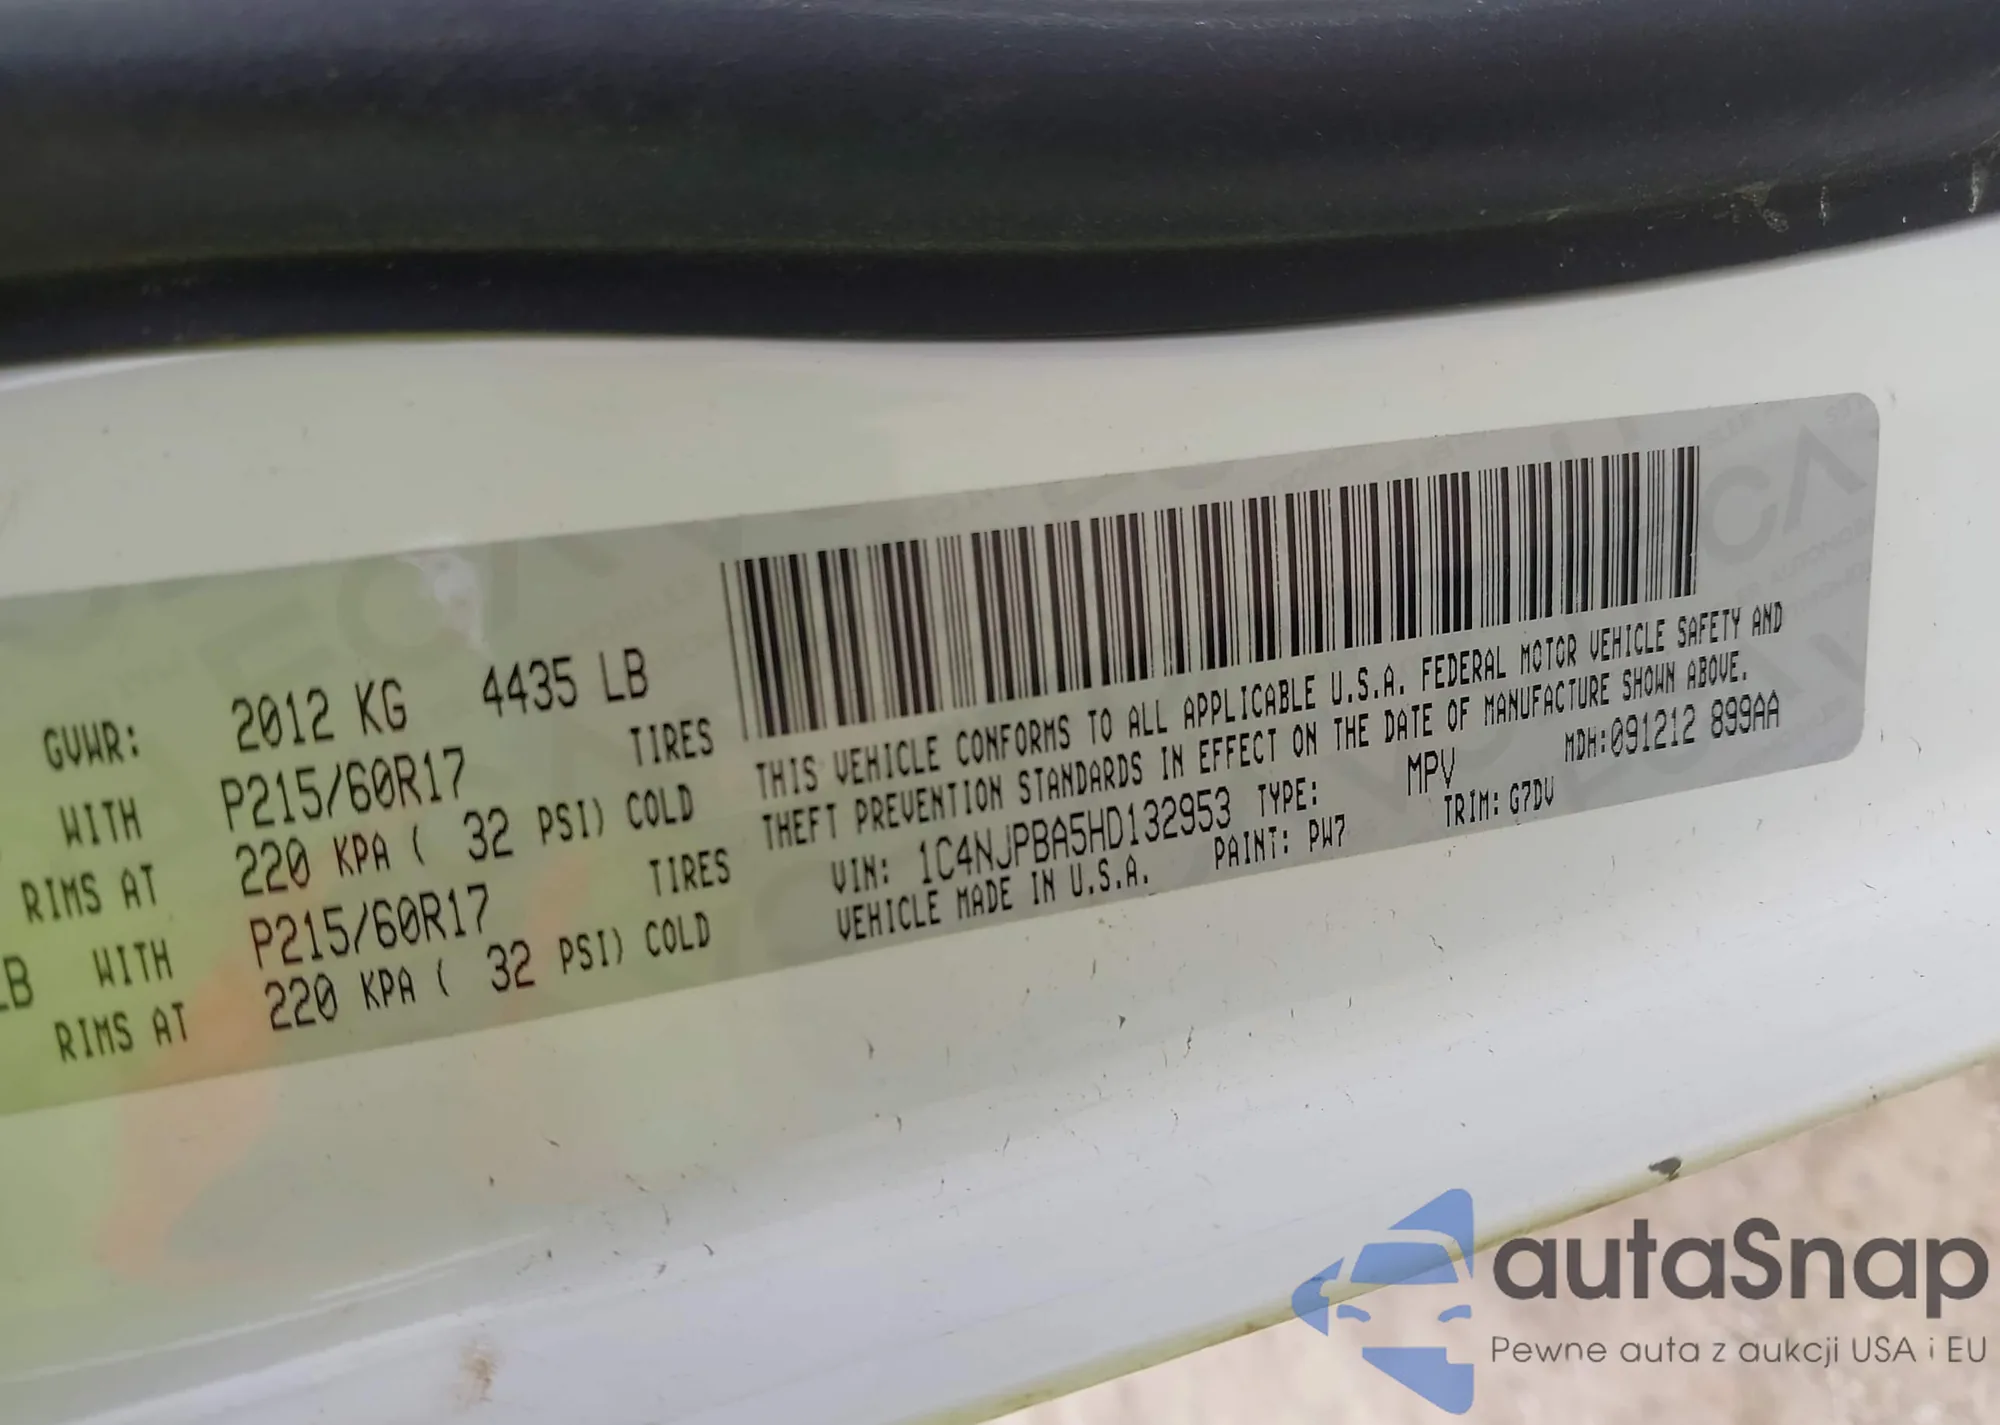 GVWR: 2012 KG 4435 LB
WITH P215/60R17 TIRES
RIMS AT 220 KPA ( 32 PSI) COLD
LB WITH P215/60R17 TIRES
RIMS AT 220 KPA ( 32 PSI) COLD
THIS VEHICLE CONFORMS TO ALL APPLICABLE U.S.A. FEDERAL MOTOR VEHICLE SAFETY AND
THEFT PREVENTION STANDARDS IN EFFECT ON THE DATE OF MANUFACTURE SHOWN ABOVE.
VIN: 1C4NJPBA5HD132953 TYPE: MPV MDH:091212 899AA
VEHICLE MADE IN U.S.A. PAINT: PW7 TRIM: G7DV
autaSnap
Pewne auta z aukcji USA i EU